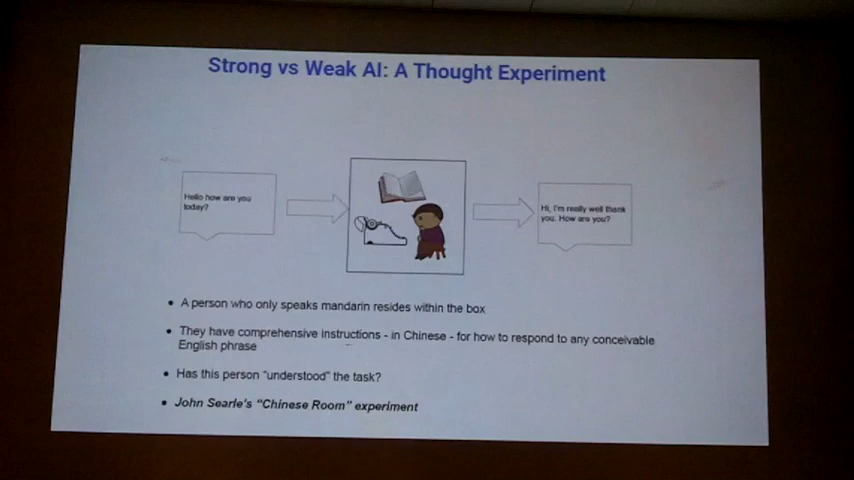 Strong vs Weak AI: A Thought Experiment
Hello how are you
today?
Hi, I'm really well thank
you. How are you?
• A person who only speaks mandarin resides within the box
• They have comprehensive instructions - in Chinese - for how to respond to any conceivable
English phrase
• Has this person "understood" the task?
• John Searle's "Chinese Room" experiment